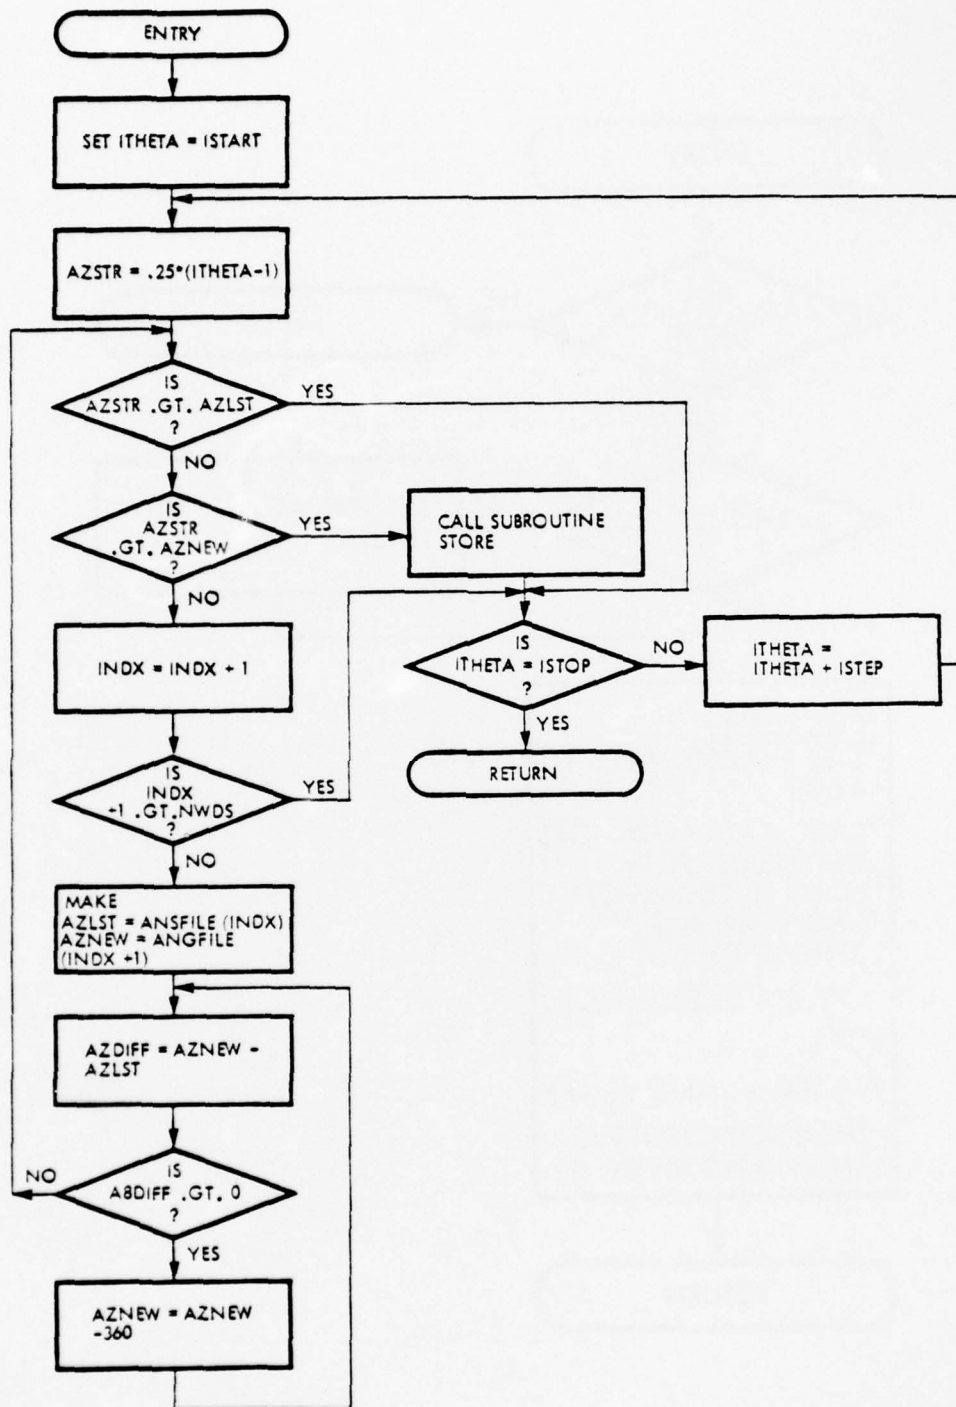 ENTRY
SET ITHETA = ISTART
AZSTR = .25*(ITHETA-1)
IS
AZSTR .GT. AZLST
?
YES
NO
IS
AZSTR
.GT. AZNEW
?
YES
NO
CALL SUBROUTINE
STORE
INDX = INDX + 1
IS
ITHETA = ISTOP
?
NO
YES
ITHETA =
ITHETA + ISTEP
RETURN
IS
INDX
+1 .GT.NWDS
?
YES
NO
MAKE
AZLST = ANSFILE (INDX)
AZNEW = ANGFILE
(INDX +1)
AZDIFF = AZNEW -
AZLST
IS
A8DIFF .GT. 0
?
NO
YES
AZNEW = AZNEW
-360